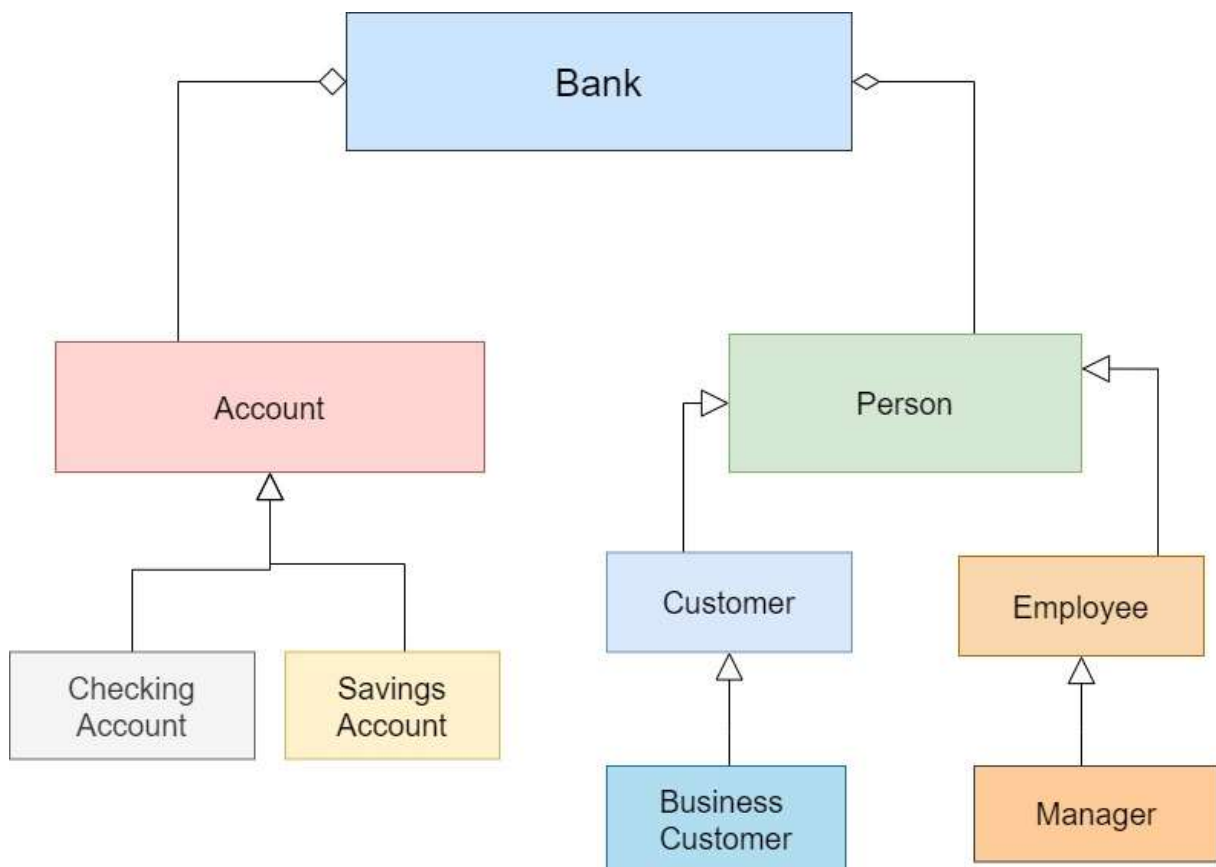 Bank
Account
Person
Customer
Employee
Checking
Account
Savings
Account
Business
Customer
Manager